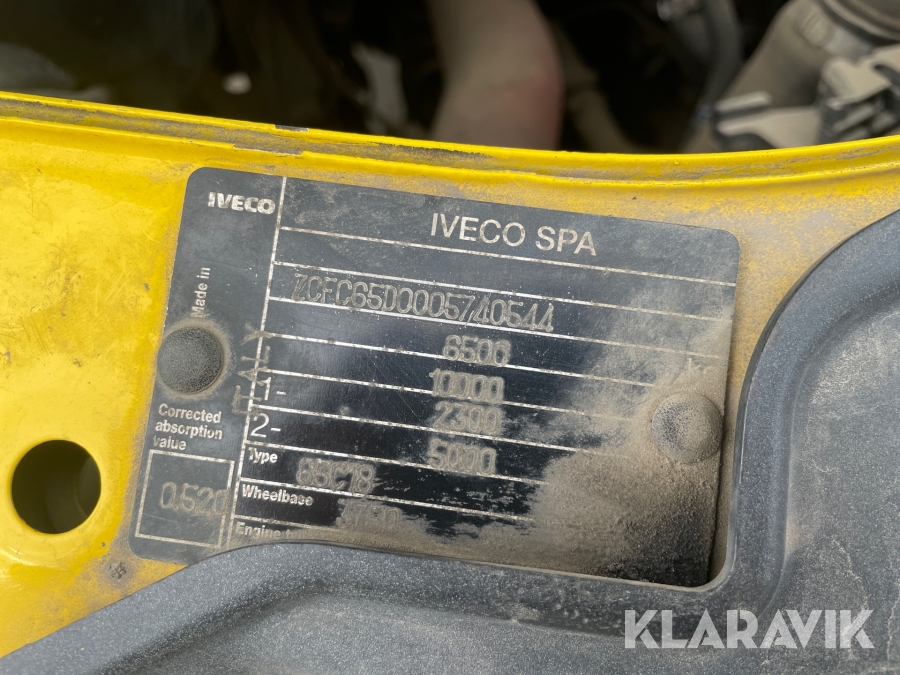 IVECO
IVECO SPA
Made in
ITALY
ZCFC65D0005740544
6500
1- 10000
2- 2300
5000
Corrected
absorption
value
0,520
Type
65C18
Wheelbase
Engine
KLARAVIK